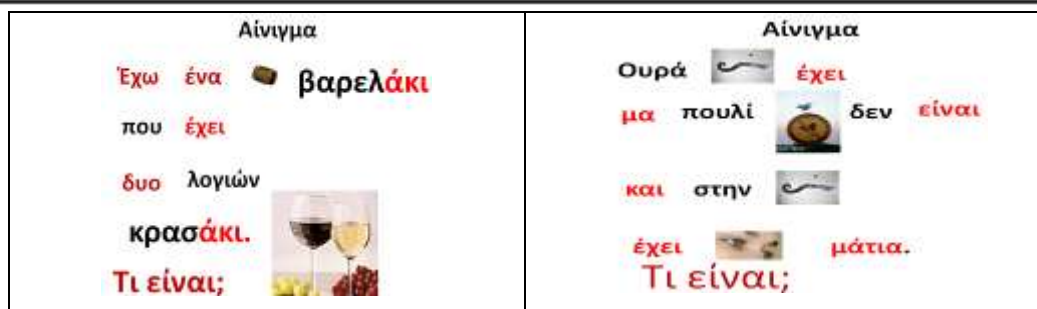 Αίνιγμα
Έχω ένα βαρελάκι
που έχει
δυο λογιών
κρασάκι.
Τι είναι;
Αίνιγμα
Ουρά έχει
μα πουλί δεν είναι
και στην
έχει μάτια.
Τι είναι;